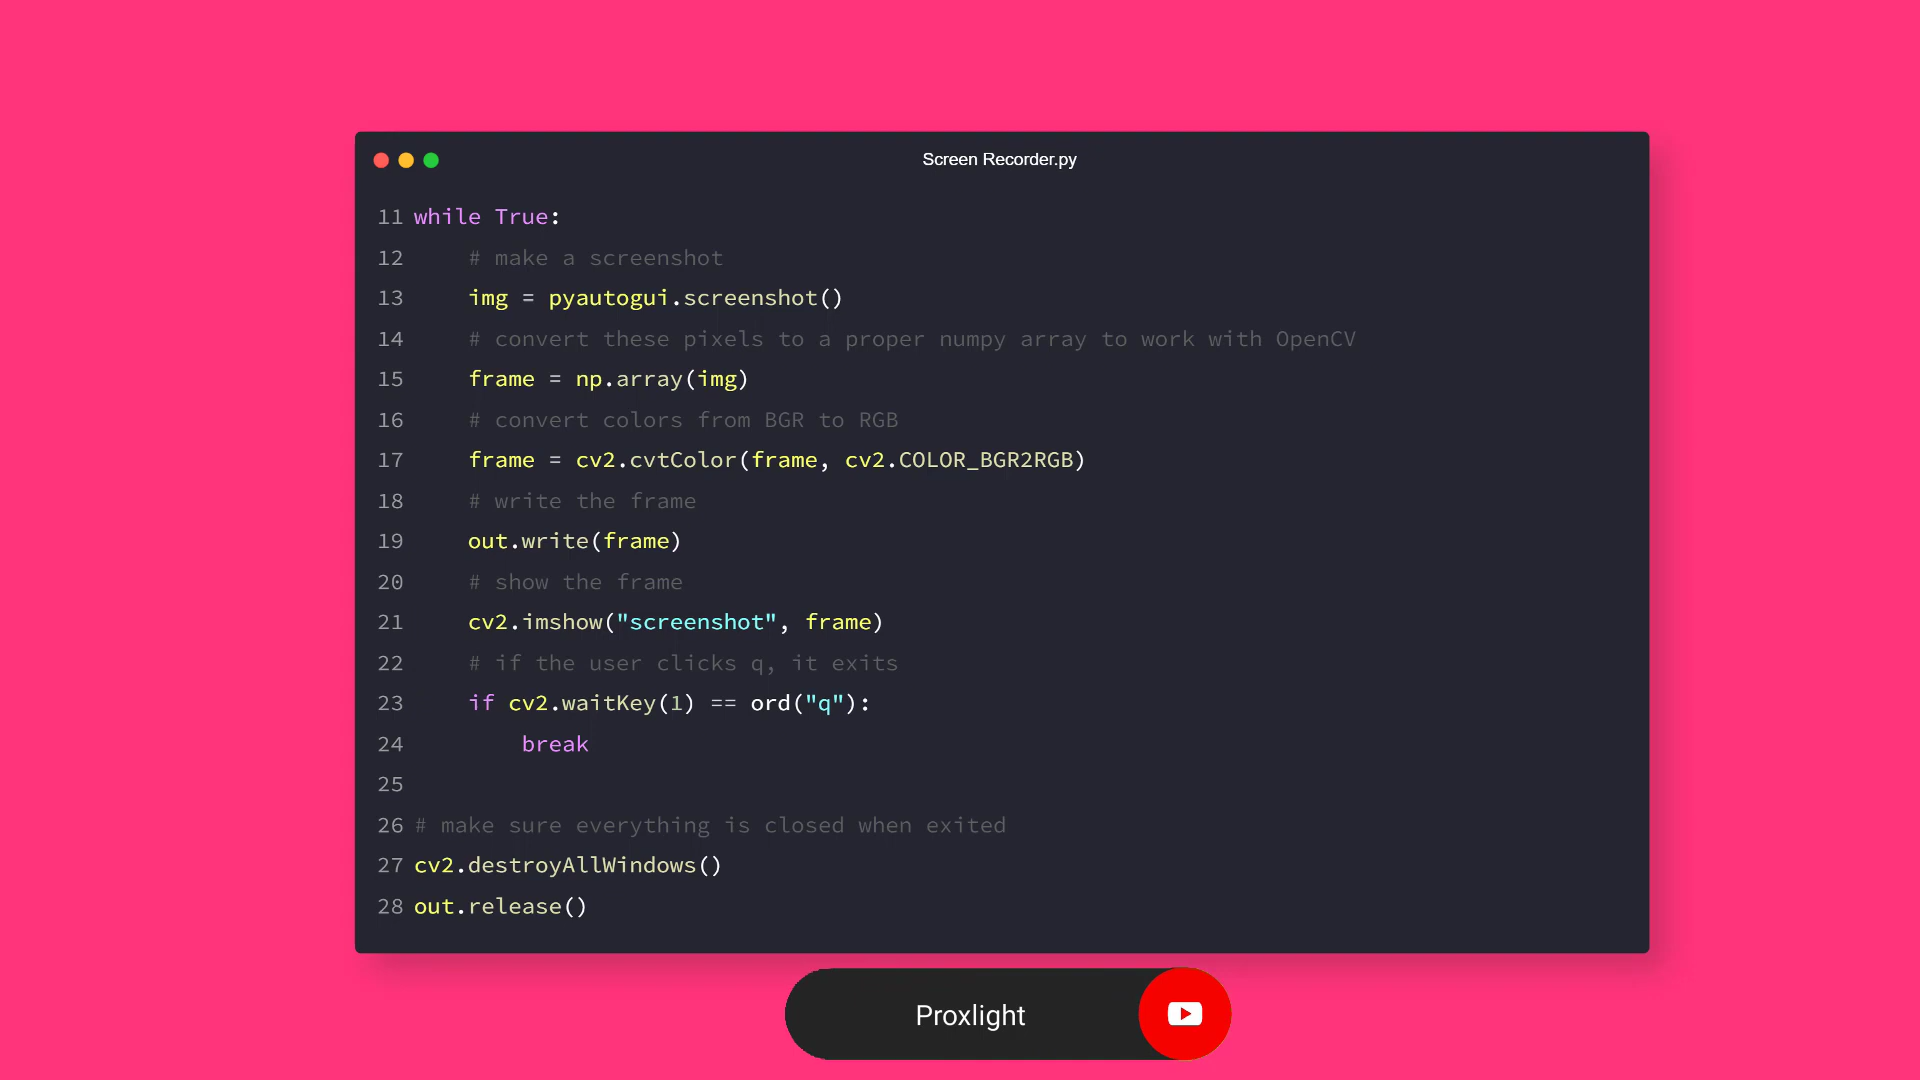 Screen Recorder.py
11 while True:
12     # make a screenshot
13     img = pyautogui.screenshot()
14     # convert these pixels to a proper numpy array to work with OpenCV
15     frame = np.array(img)
16     # convert colors from BGR to RGB
17     frame = cv2.cvtColor(frame, cv2.COLOR_BGR2RGB)
18     # write the frame
19     out.write(frame)
20     # show the frame
21     cv2.imshow("screenshot", frame)
22     # if the user clicks q, it exits
23     if cv2.waitKey(1) == ord("q"):
24         break
25
26 # make sure everything is closed when exited
27 cv2.destroyAllWindows()
28 out.release()
Proxlight